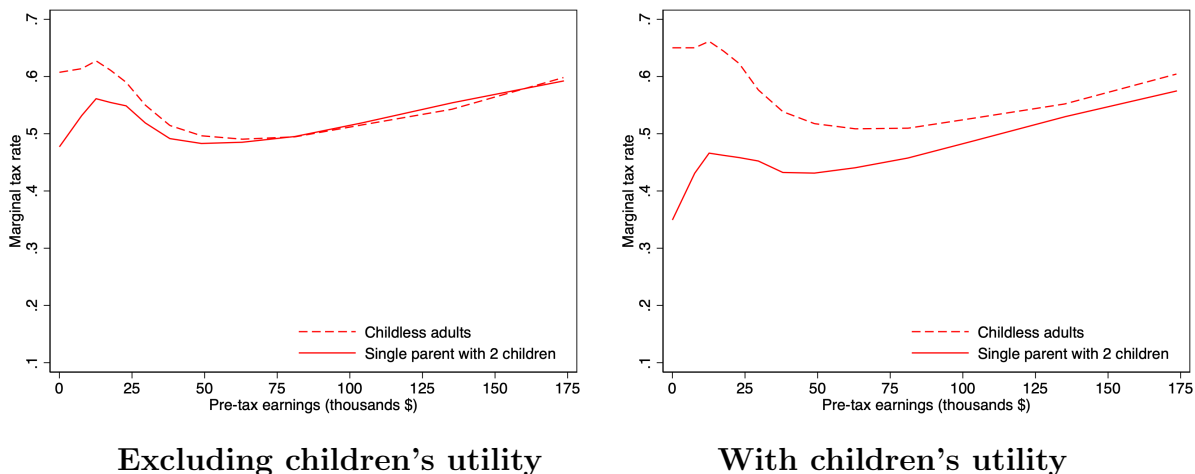 .7
.6
.5
.4
.3
.2
.1
Marginal tax rate
Childless adults
Single parent with 2 children
0 25 50 75 100 125 150 175
Pre-tax earnings (thousands $)
Excluding children's utility
.7
.6
.5
.4
.3
.2
.1
Marginal tax rate
Childless adults
Single parent with 2 children
0 25 50 75 100 125 150 175
Pre-tax earnings (thousands $)
With children's utility